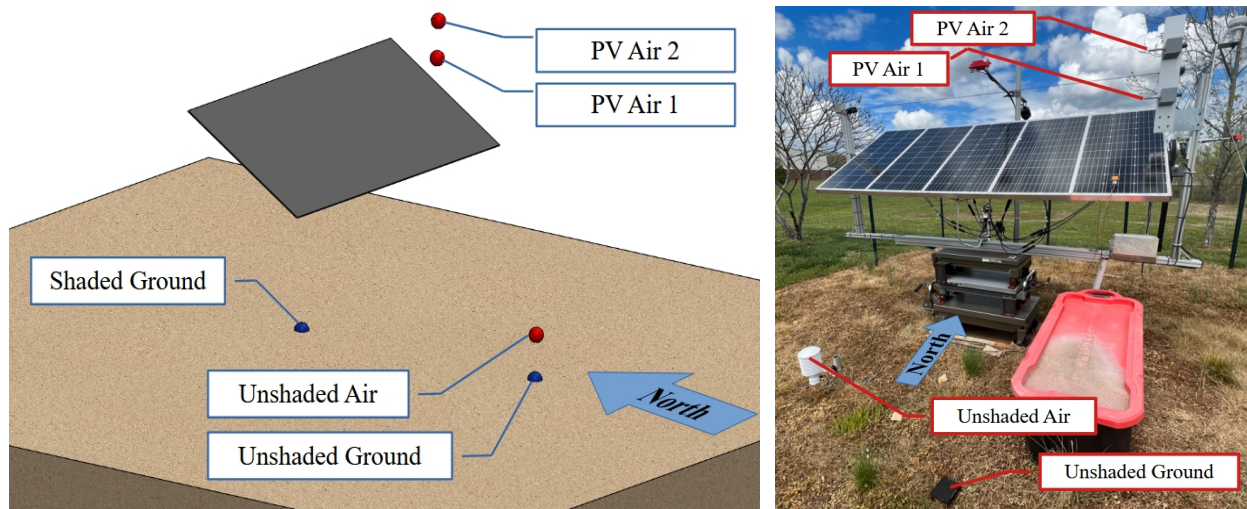 PV Air 2
PV Air 1
Shaded Ground
Unshaded Air
Unshaded Ground
North
PV Air 2
PV Air 1
North
Unshaded Air
Unshaded Ground